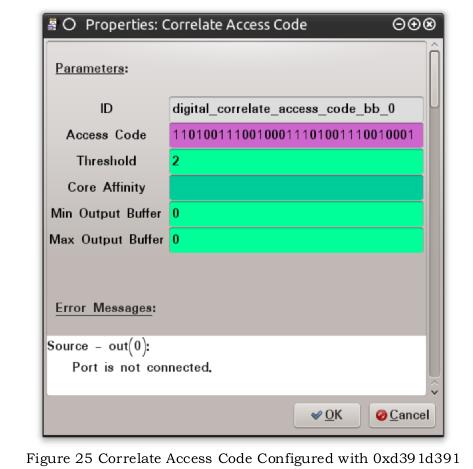 Properties: Correlate Access Code
Parameters:
ID digital_correlate_access_code_bb_0
Access Code 11010011100100011101001110010001
Threshold 2
Core Affinity
Min Output Buffer 0
Max Output Buffer 0
Error Messages:
Source - out(0):
Port is not connected.
OK Cancel
Figure 25 Correlate Access Code Configured with 0xd391d391